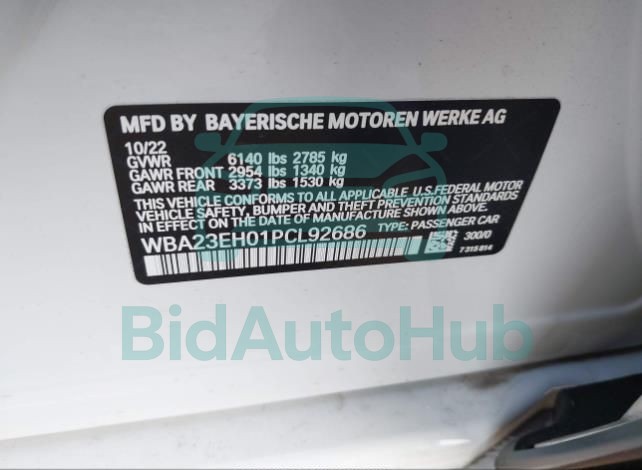 MFD BY BAYERISCHE MOTOREN WERKE AG
10/22
GVWR 6140 lbs 2785 kg
GAWR FRONT 2954 lbs 1340 kg
GAWR REAR 3373 lbs 1530 kg
THIS VEHICLE CONFORMS TO ALL APPLICABLE U.S. FEDERAL MOTOR
VEHICLE SAFETY, BUMPER, AND THEFT PREVENTION STANDARDS
IN EFFECT ON THE DATE OF MANUFACTURE SHOWN ABOVE.
WBA23EH01PCL92686 TYPE: PASSENGER CAR
300/0
7 315 814
BidAutoHub